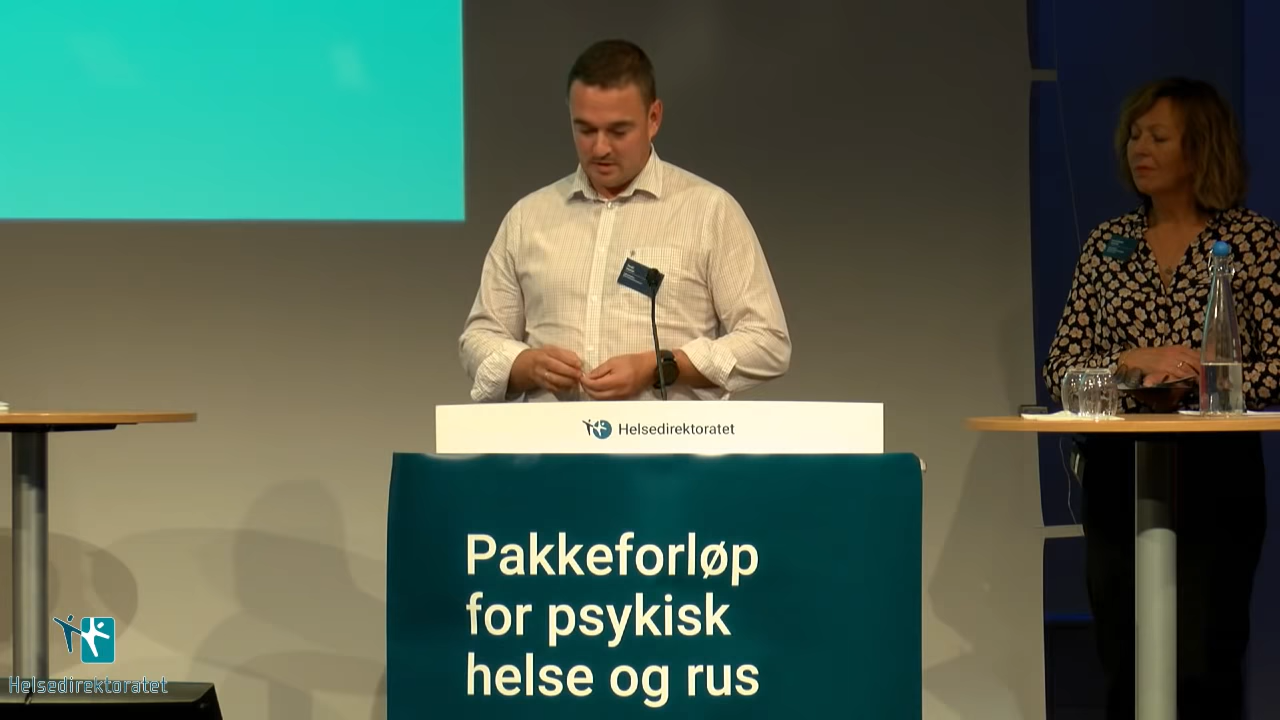 Helsedirektoratet
Pakkeforløp
for psykisk
helse og rus
Helsedirektoratet